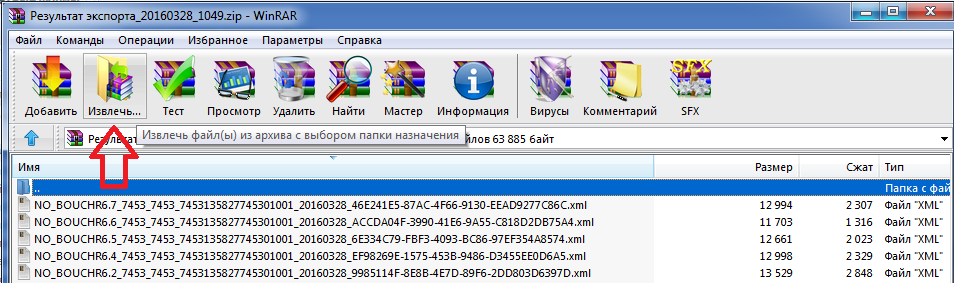 Результат экспорта_20160328_1049.zip - WinRAR
Файл Команды Операции Избранное Параметры Справка
Добавить Извлечь... Тест Просмотр Удалить Найти Мастер Информация Вирусы Комментарий SFX
Извлечь файл(ы) из архива с выбором папки назначения
63 885 байт
Имя Размер Сжат Тип
.. Папка с фай
NO_BOUCHR6.7_7453_7453_7453135827745301001_20160328_46E241E5-87AC-4F66-9130-EEAD9277C86C.xml 12 994 2 307 Файл "XML"
NO_BOUCHR6.6_7453_7453_7453135827745301001_20160328_ACCDA04F-3990-41E6-9A55-C818D2DB75A4.xml 11 703 1 316 Файл "XML"
NO_BOUCHR6.5_7453_7453_7453135827745301001_20160328_6E334C79-FBF3-4093-BC86-97EF354A8574.xml 12 661 2 023 Файл "XML"
NO_BOUCHR6.4_7453_7453_7453135827745301001_20160328_EF98269E-1575-453B-9486-D3455EE0D6A5.xml 12 998 2 329 Файл "XML"
NO_BOUCHR6.2_7453_7453_7453135827745301001_20160328_9985114F-8E8B-4E7D-89F6-2DD803D6397D.xml 13 529 2 848 Файл "XML"